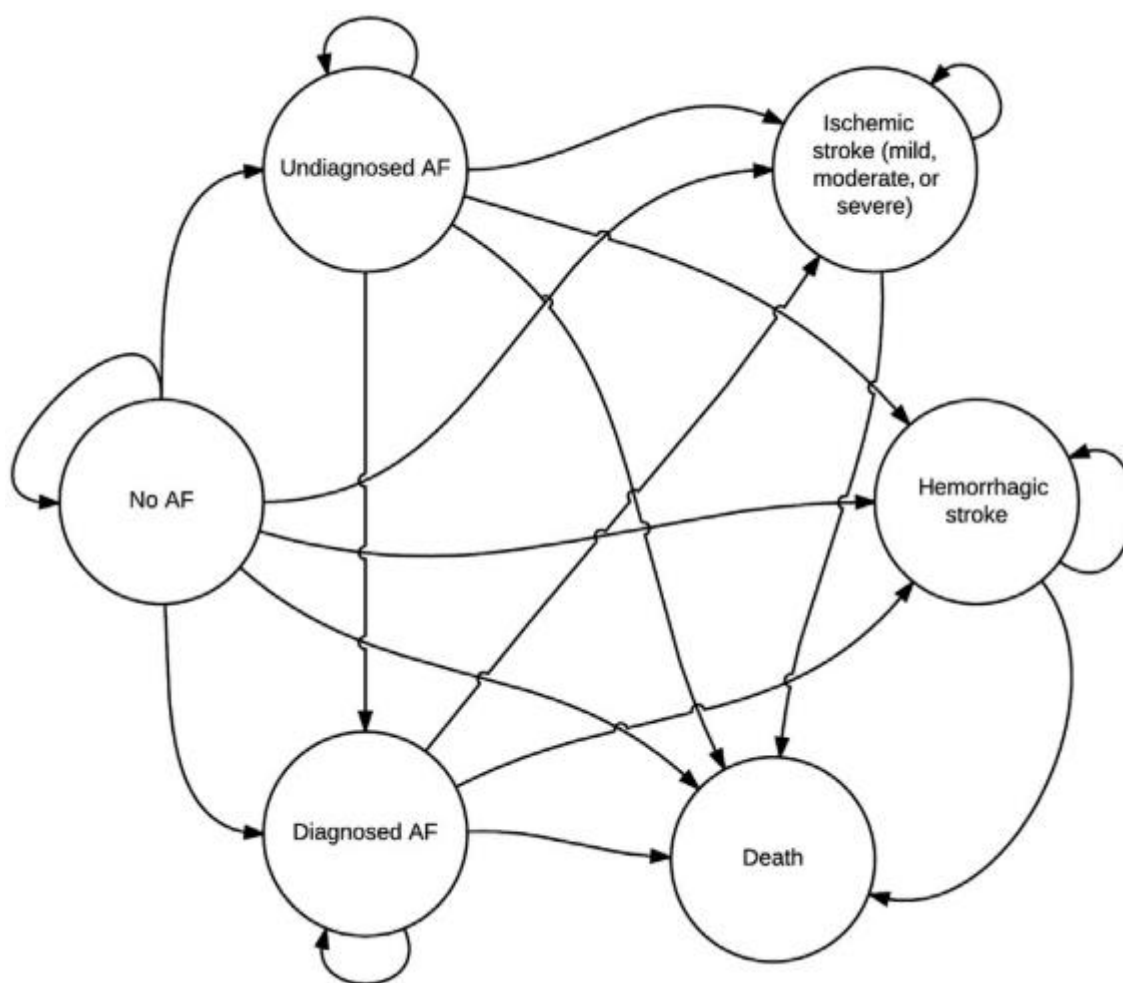 Undiagnosed AF
Ischemic
stroke (mild,
moderate, or
severe)
No AF
Hemorrhagic
stroke
Diagnosed AF
Death